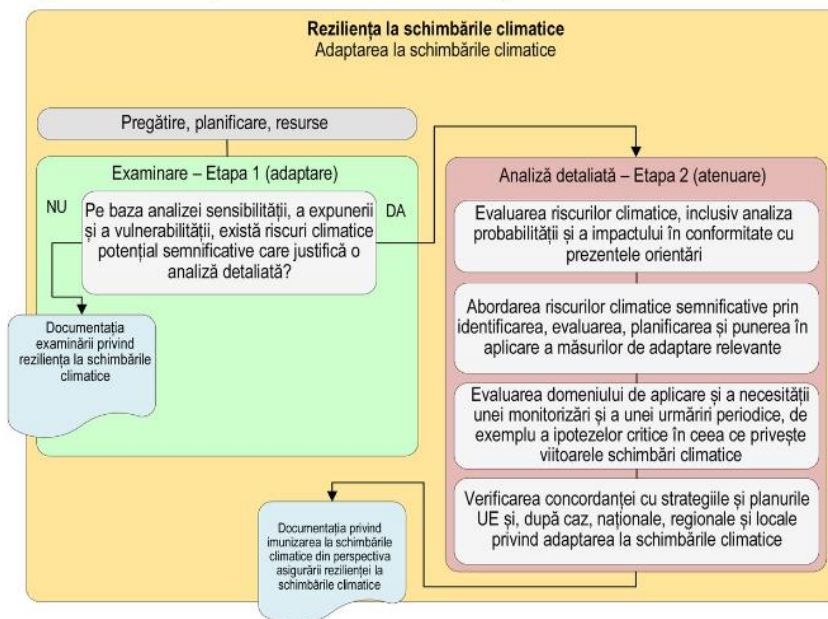 Reziliența la schimbările climatice
Adaptarea la schimbările climatice
Pregătire, planificare, resurse
Examinare – Etapa 1 (adaptare)
NU
Pe baza analizei sensibilității, a expunerii
și a vulnerabilității, există riscuri climatice
potențial semnificative care justifică o
analiză detaliată?
DA
Documentația
examinării privind
reziliența la schimbările
climatice
Analiză detaliată – Etapa 2 (atenuare)
Evaluarea riscurilor climatice, inclusiv analiza
probabilității și a impactului în conformitate cu
prezentele orientări
Abordarea riscurilor climatice semnificative prin
identificarea, evaluarea, planificarea și punerea în
aplicare a măsurilor de adaptare relevante
Evaluarea domeniului de aplicare și a necesității
unei monitorizări și a unei urmăriri periodice, de
exemplu a ipotezelor critice în ceea ce privește
viitoarele schimbări climatice
Verificarea concordanței cu strategiile și planurile
UE și, după caz, naționale, regionale și locale
privind adaptarea la schimbările climatice
Documentația privind
imunizarea la schimbările
climatice din perspectiva
asigurării rezilienței la
schimbările climatice